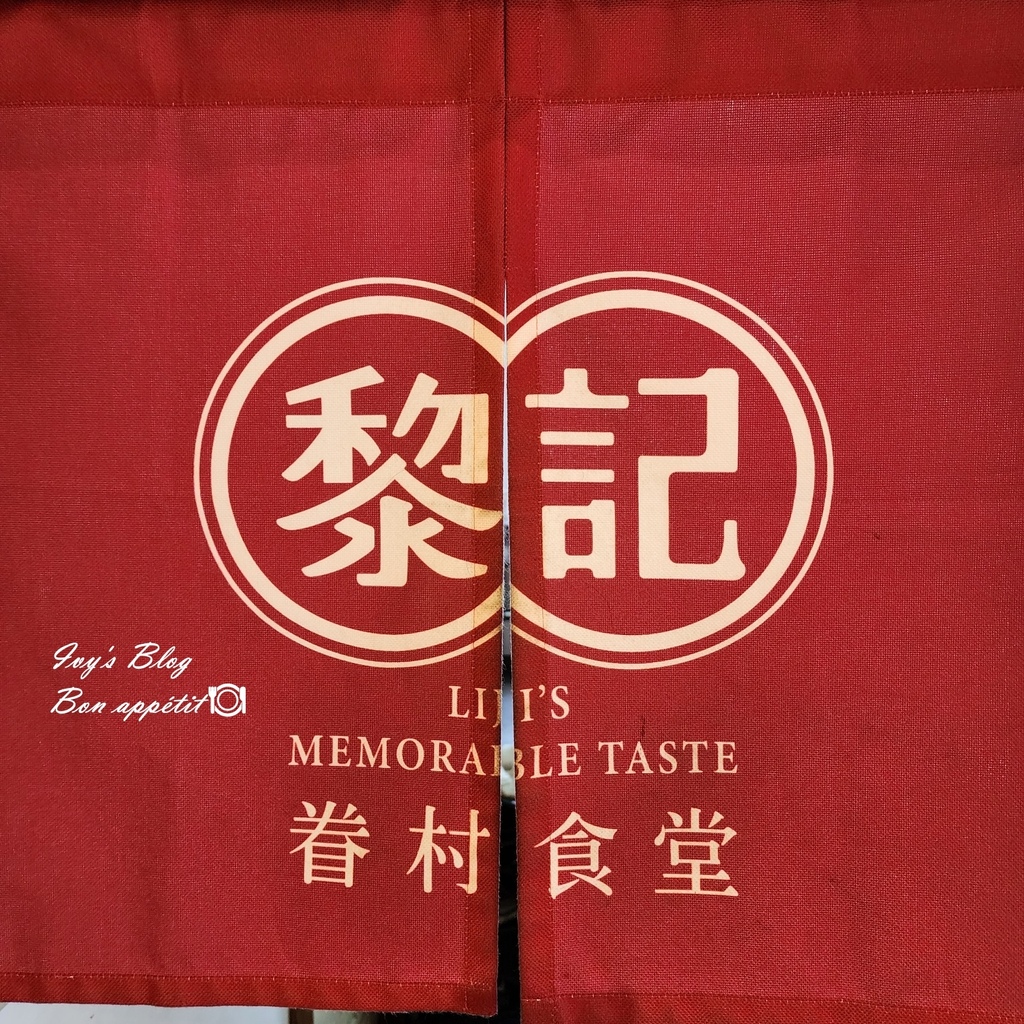 黎記
LIJI'S
MEMORABLE TASTE
眷村食堂
Ivy's Blog
Bon appétit